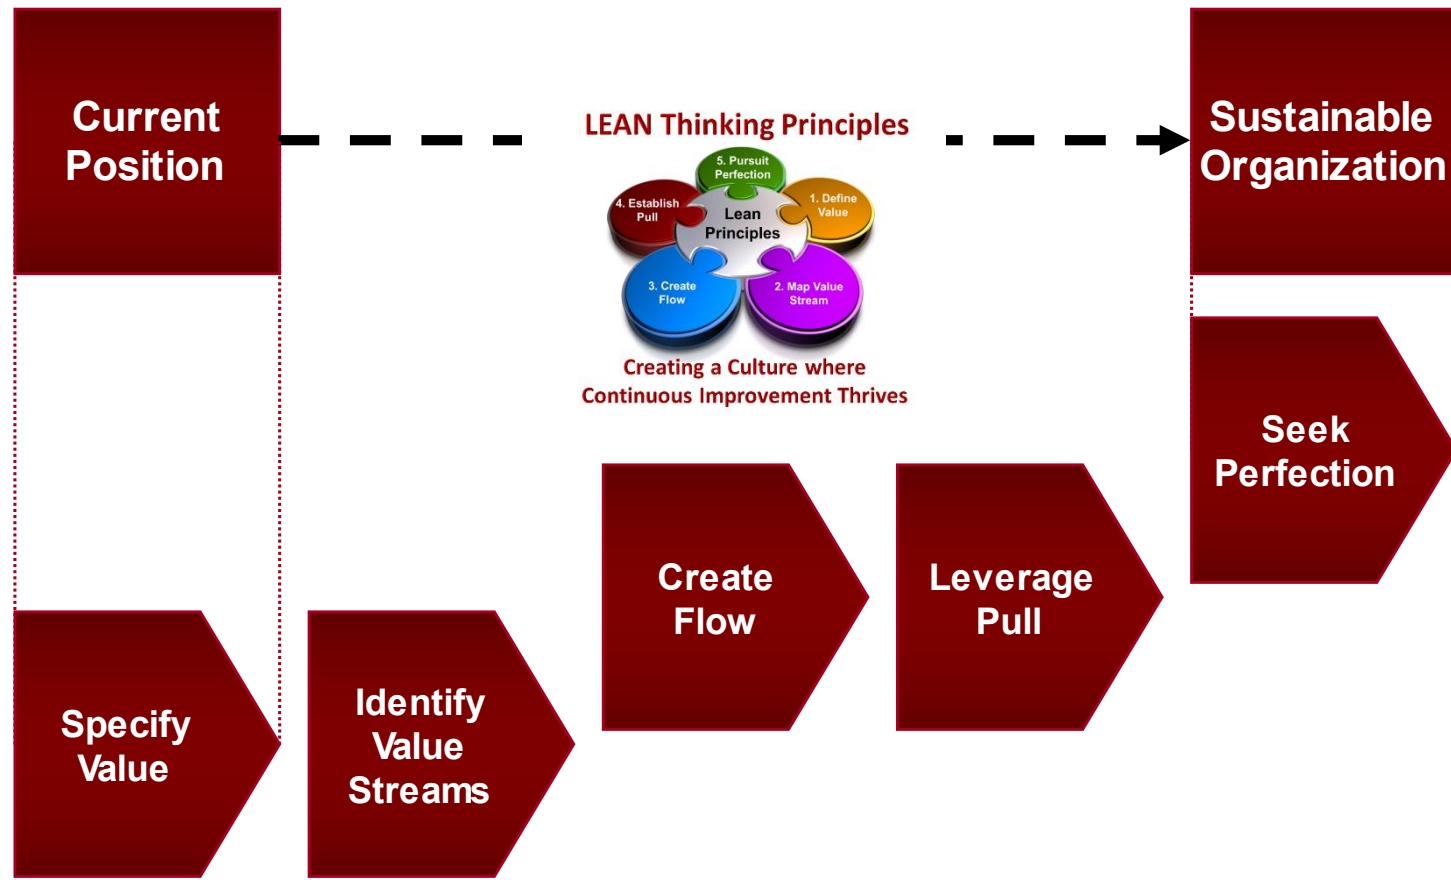 Current
Position
LEAN Thinking Principles
5. Pursuit
Perfection
4. Establish
Pull
1. Define
Value
Lean
Principles
3. Create
Flow
2. Map Value
Stream
Creating a Culture where
Continuous Improvement Thrives
Sustainable
Organization
Specify
Value
Identify
Value
Streams
Create
Flow
Leverage
Pull
Seek
Perfection